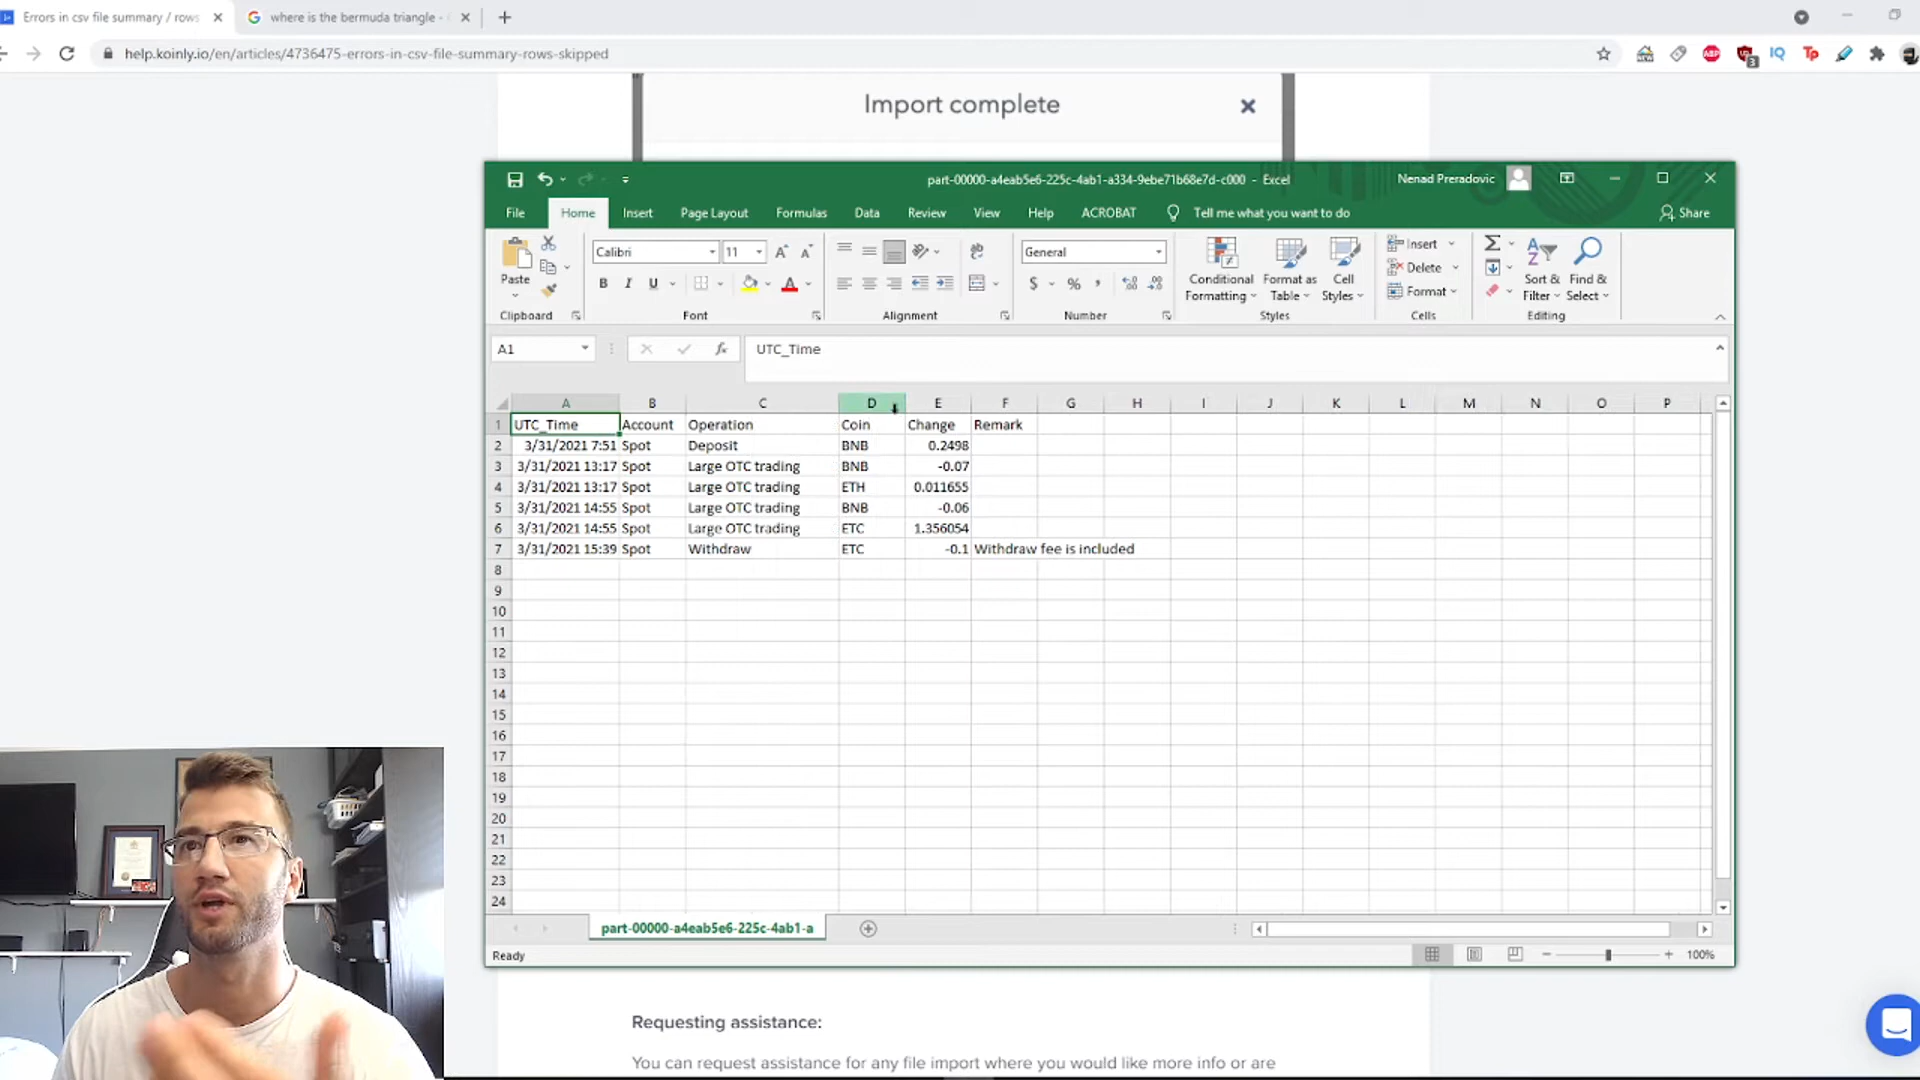 Errors in csv file summary / rows
where is the bermuda triangle -
help.koinly.io/en/articles/4736475-errors-in-csv-file-summary-rows-skipped
Import complete
part-00000-a4eab5e6-225c-4ab1-a334-9ebe71b68e7d-c000 - Excel
Nenad Preradovic
File Home Insert Page Layout Formulas Data Review View Help ACROBAT Tell me what you want to do Share
Paste
Calibri 11
General
Conditional Formatting
Format as Table
Cell Styles
Insert
Delete
Format
Sort & Filter
Find & Select
Clipboard Font Alignment Number Styles Cells Editing
A1 UTC_Time
A B C D E F G H I J K L M N O P
1 UTC_Time Account Operation Coin Change Remark
2 3/31/2021 7:51 Spot Deposit BNB 0.2498
3 3/31/2021 13:17 Spot Large OTC trading BNB -0.07
4 3/31/2021 13:17 Spot Large OTC trading ETH 0.011655
5 3/31/2021 14:55 Spot Large OTC trading BNB -0.06
6 3/31/2021 14:55 Spot Large OTC trading ETC 1.356054
7 3/31/2021 15:39 Spot Withdraw ETC -0.1 Withdraw fee is included
8
9
10
11
12
13
14
15
16
17
18
19
20
21
22
23
24
part-00000-a4eab5e6-225c-4ab1-a
Ready
100%
Requesting assistance:
You can request assistance for any file import where you would like more info or are